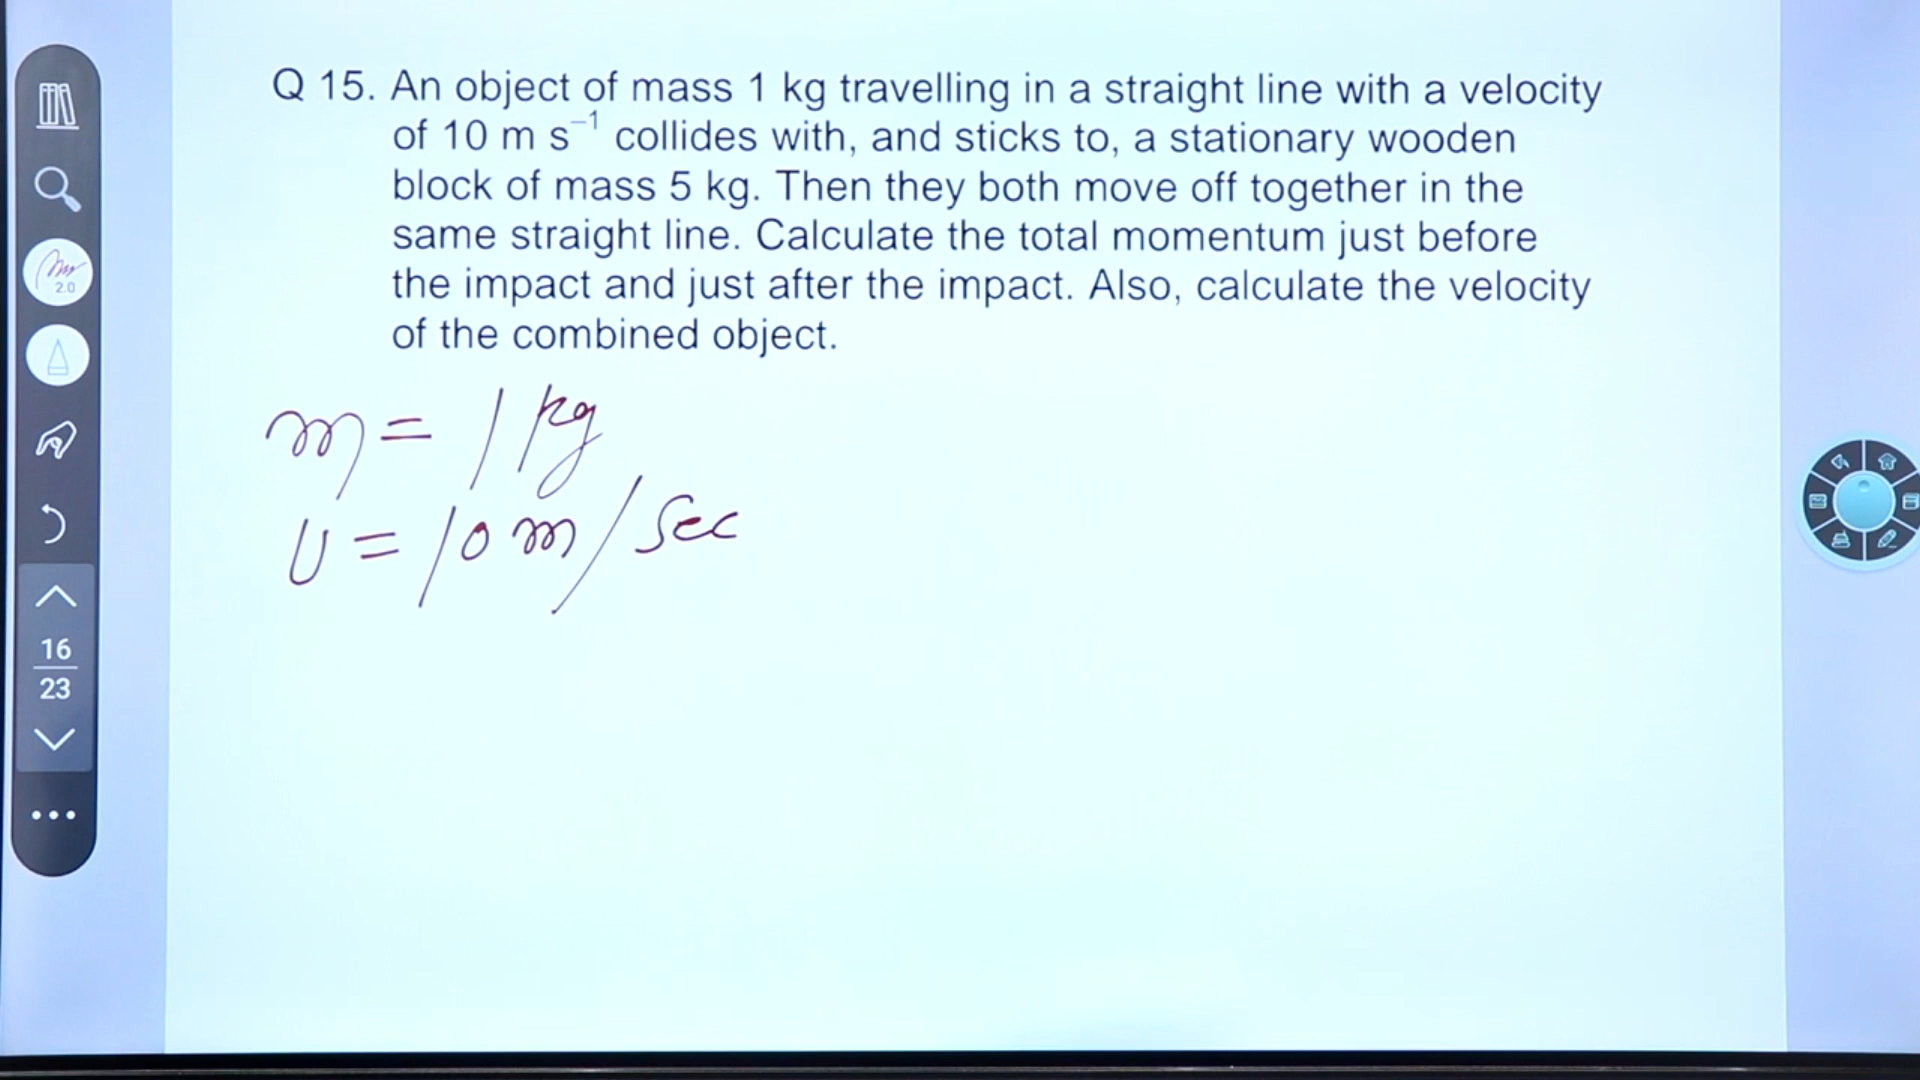 Q 15. An object of mass 1 kg travelling in a straight line with a velocity
of 10 m s⁻¹ collides with, and sticks to, a stationary wooden
block of mass 5 kg. Then they both move off together in the
same straight line. Calculate the total momentum just before
the impact and just after the impact. Also, calculate the velocity
of the combined object.
m = 1 kg
U = 10 m/sec
2.0
16
23